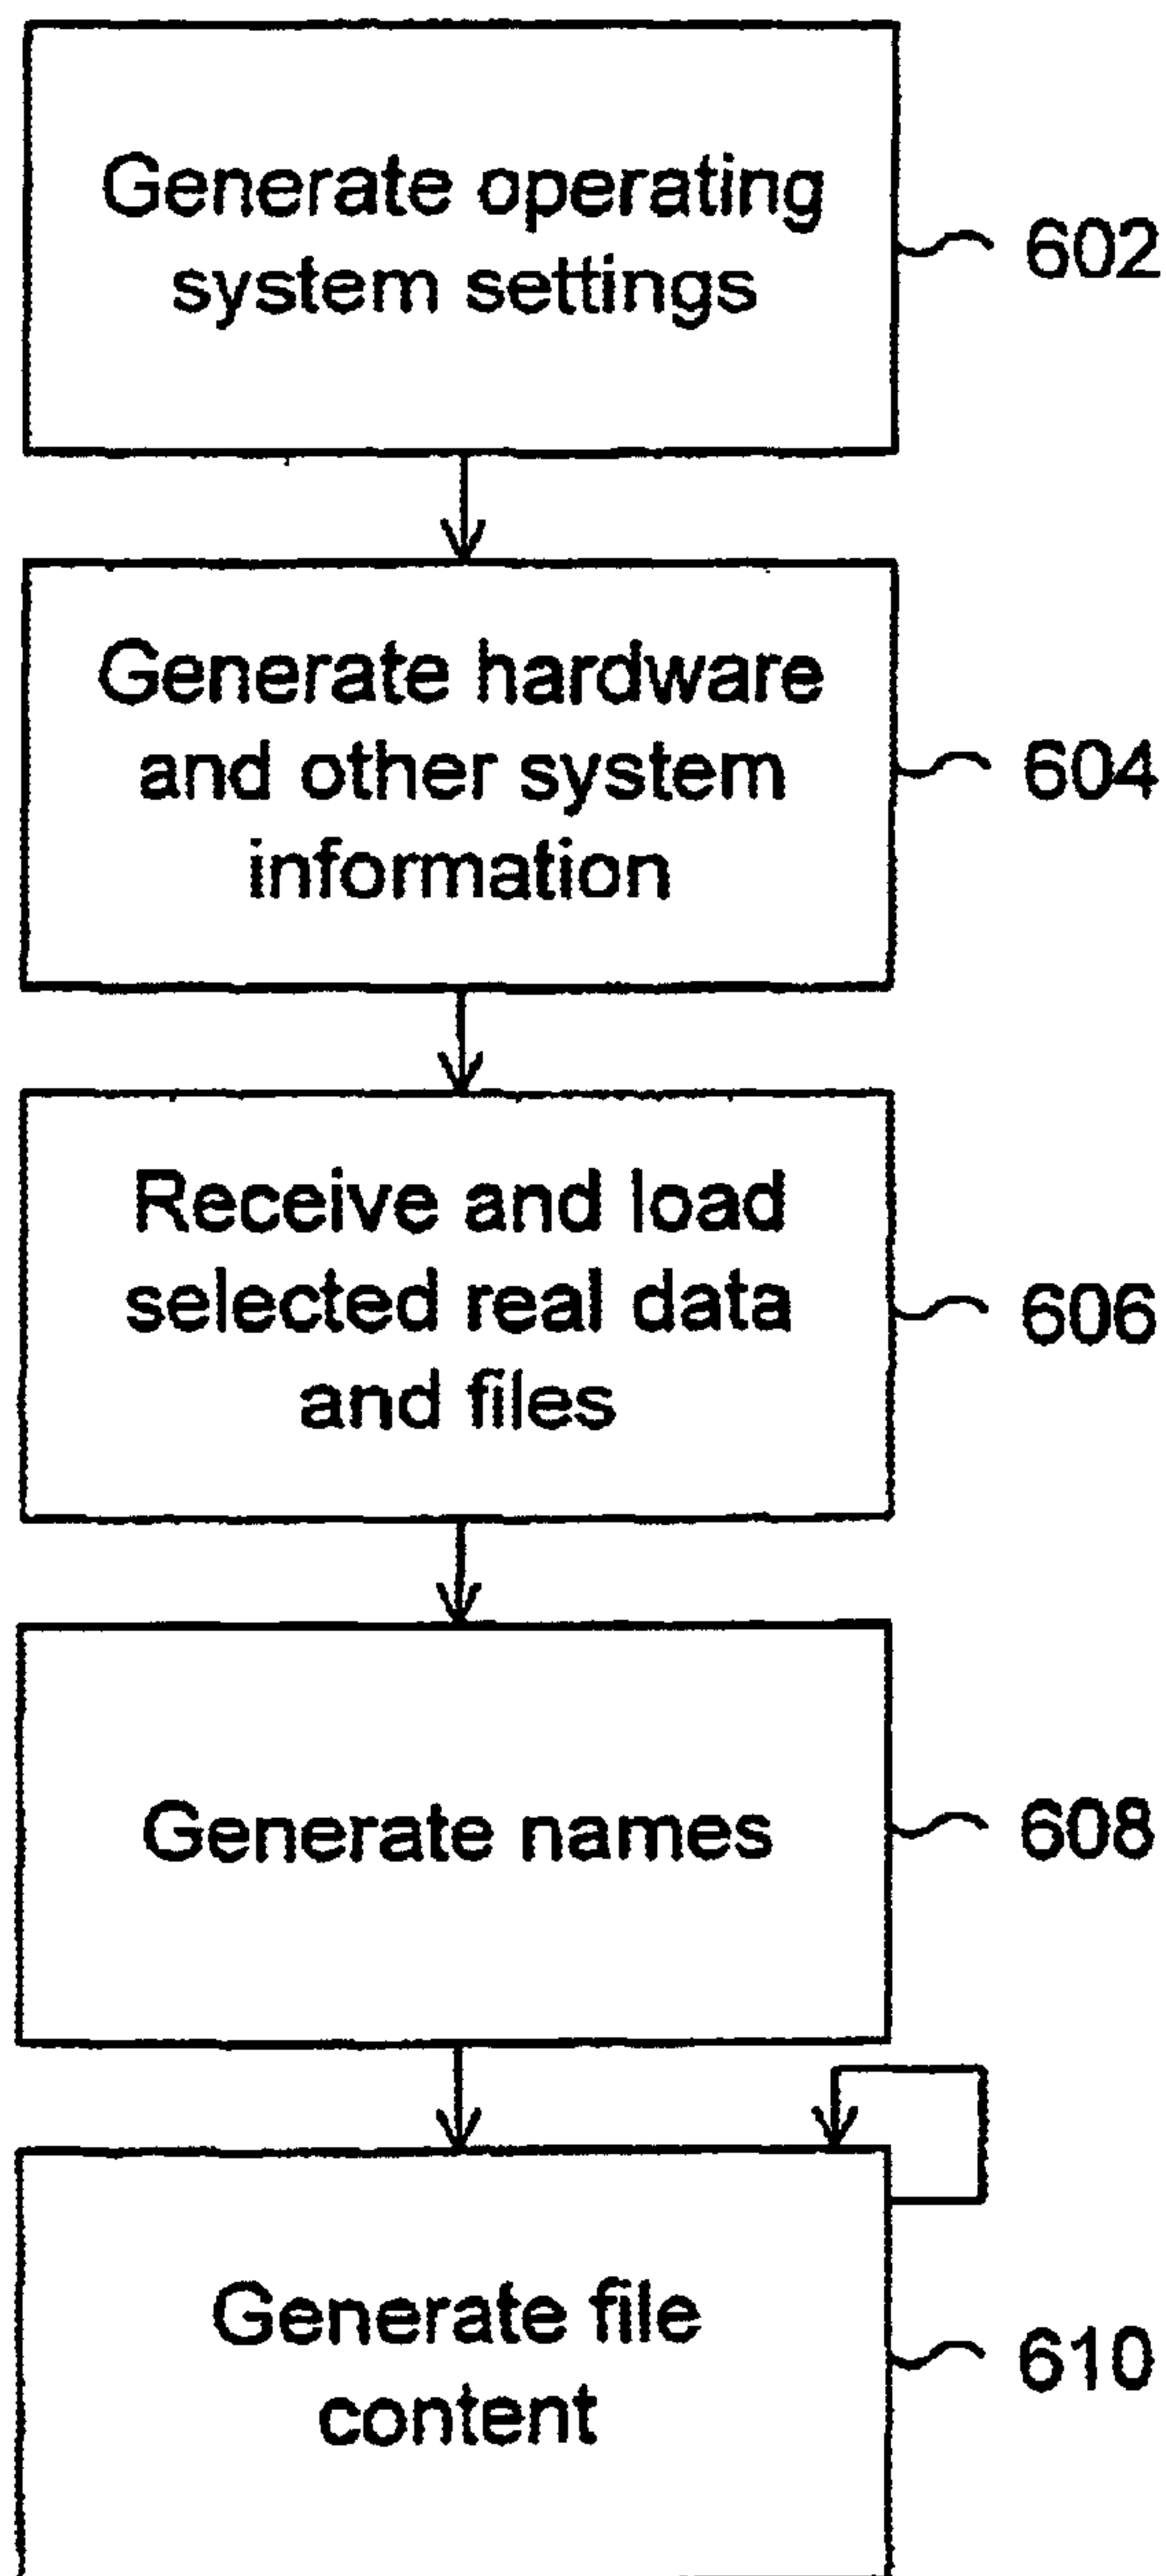 Generate operating
system settings
602
Generate hardware
and other system
information
604
Receive and load
selected real data
and files
606
Generate names
608
Generate file
content
610